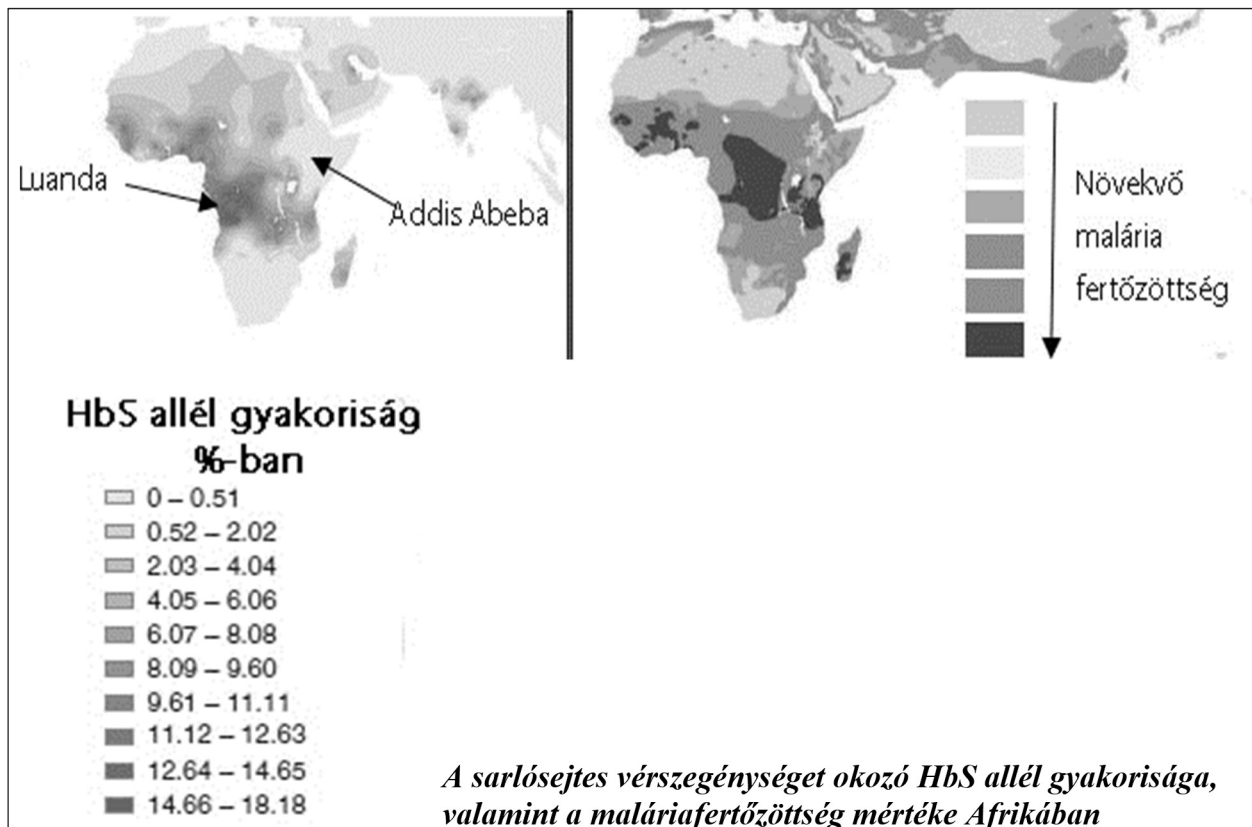 Luanda
Addis Abeba
Növekvő
malária
fertőzöttség
HbS allél gyakoriság
%-ban
0 – 0.51
0.52 – 2.02
2.03 – 4.04
4.05 – 6.06
6.07 – 8.08
8.09 – 9.60
9.61 – 11.11
11.12 – 12.63
12.64 – 14.65
14.66 – 18.18
A sarlósejtes vérszegénységet okozó HbS allél gyakorisága,
valamint a maláriafertőzöttség mértéke Afrikában